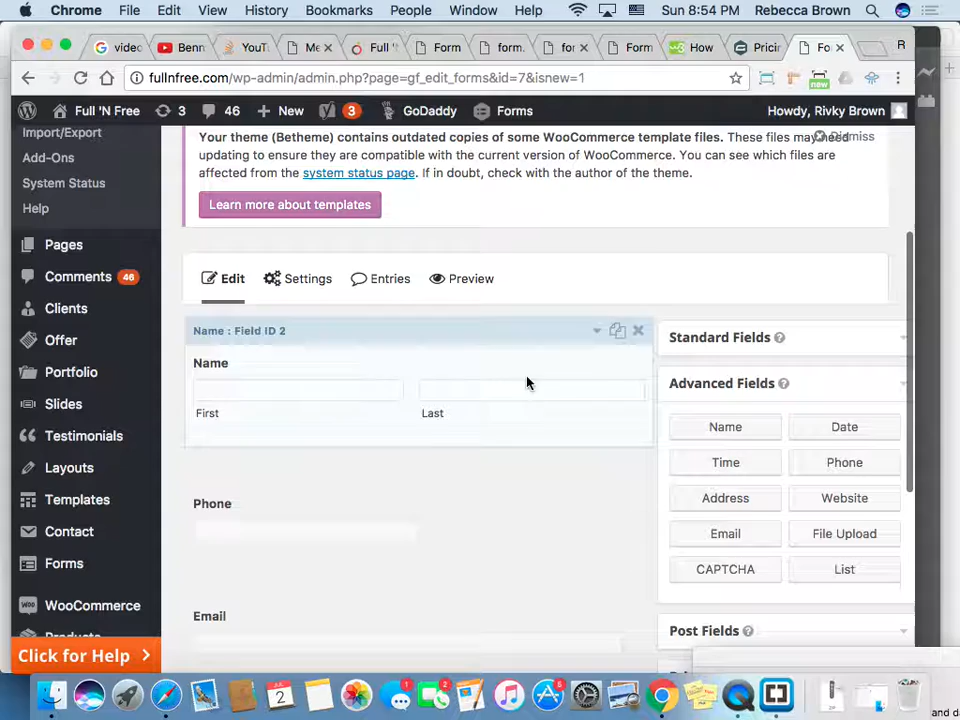 Chrome File Edit View History Bookmarks People Window Help Sun 8:54 PM Rebecca Brown
video Benn YouT Me Full ' Form form. for Form How Pricin Fo R
fullnfree.com/wp-admin/admin.php?page=gf_edit_forms&id=7&isnew=1
new
Full 'N Free 3 46 New 3 GoDaddy Forms Howdy, Rivky Brown
Import/Export
Add-Ons
System Status
Help
Pages
Comments 46
Clients
Offer
Portfolio
Slides
Testimonials
Layouts
Templates
Contact
Forms
WooCommerce
Products
Click for Help
Your theme (Betheme) contains outdated copies of some WooCommerce template files. These files may need
Dismiss
updating to ensure they are compatible with the current version of WooCommerce. You can see which files are
affected from the system status page. If in doubt, check with the author of the theme.
Learn more about templates
Edit Settings Entries Preview
Name : Field ID 2
Name
First Last
Phone
Email
Standard Fields
Advanced Fields
Name Date
Time Phone
Address Website
Email File Upload
CAPTCHA List
Post Fields
and d